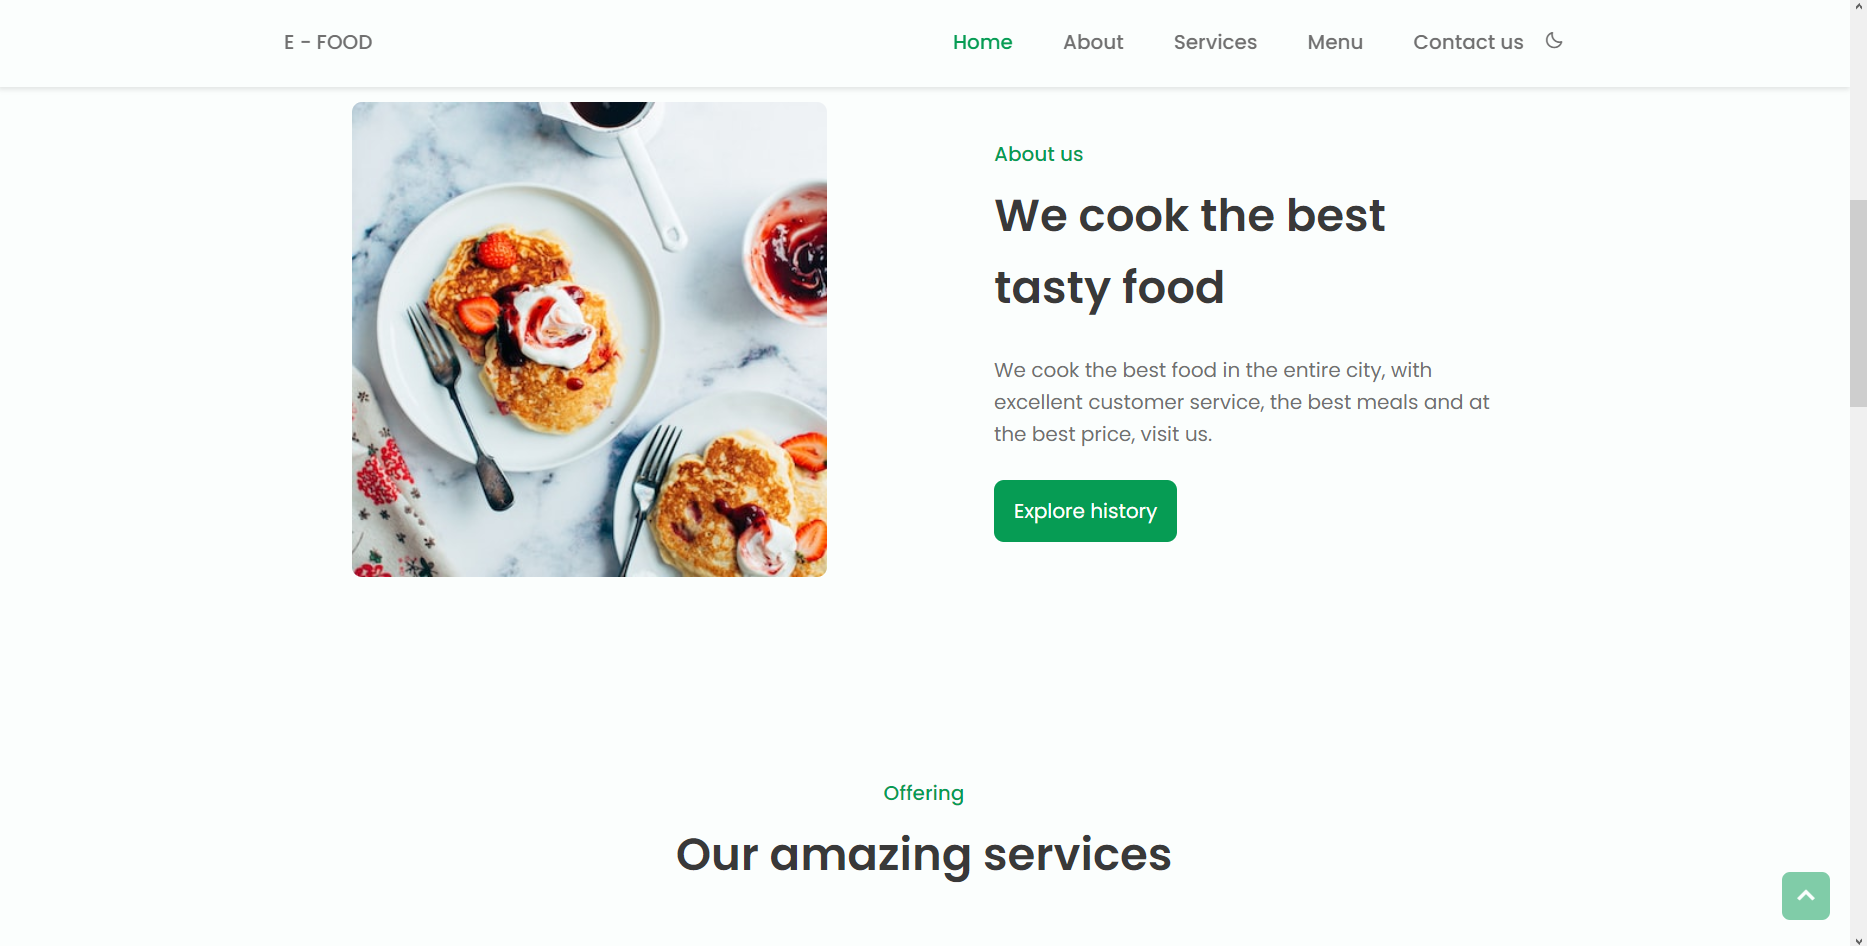 E - FOOD
Home
About
Services
Menu
Contact us
About us
We cook the best
tasty food
We cook the best food in the entire city, with
excellent customer service, the best meals and at
the best price, visit us.
Explore history
Offering
Our amazing services